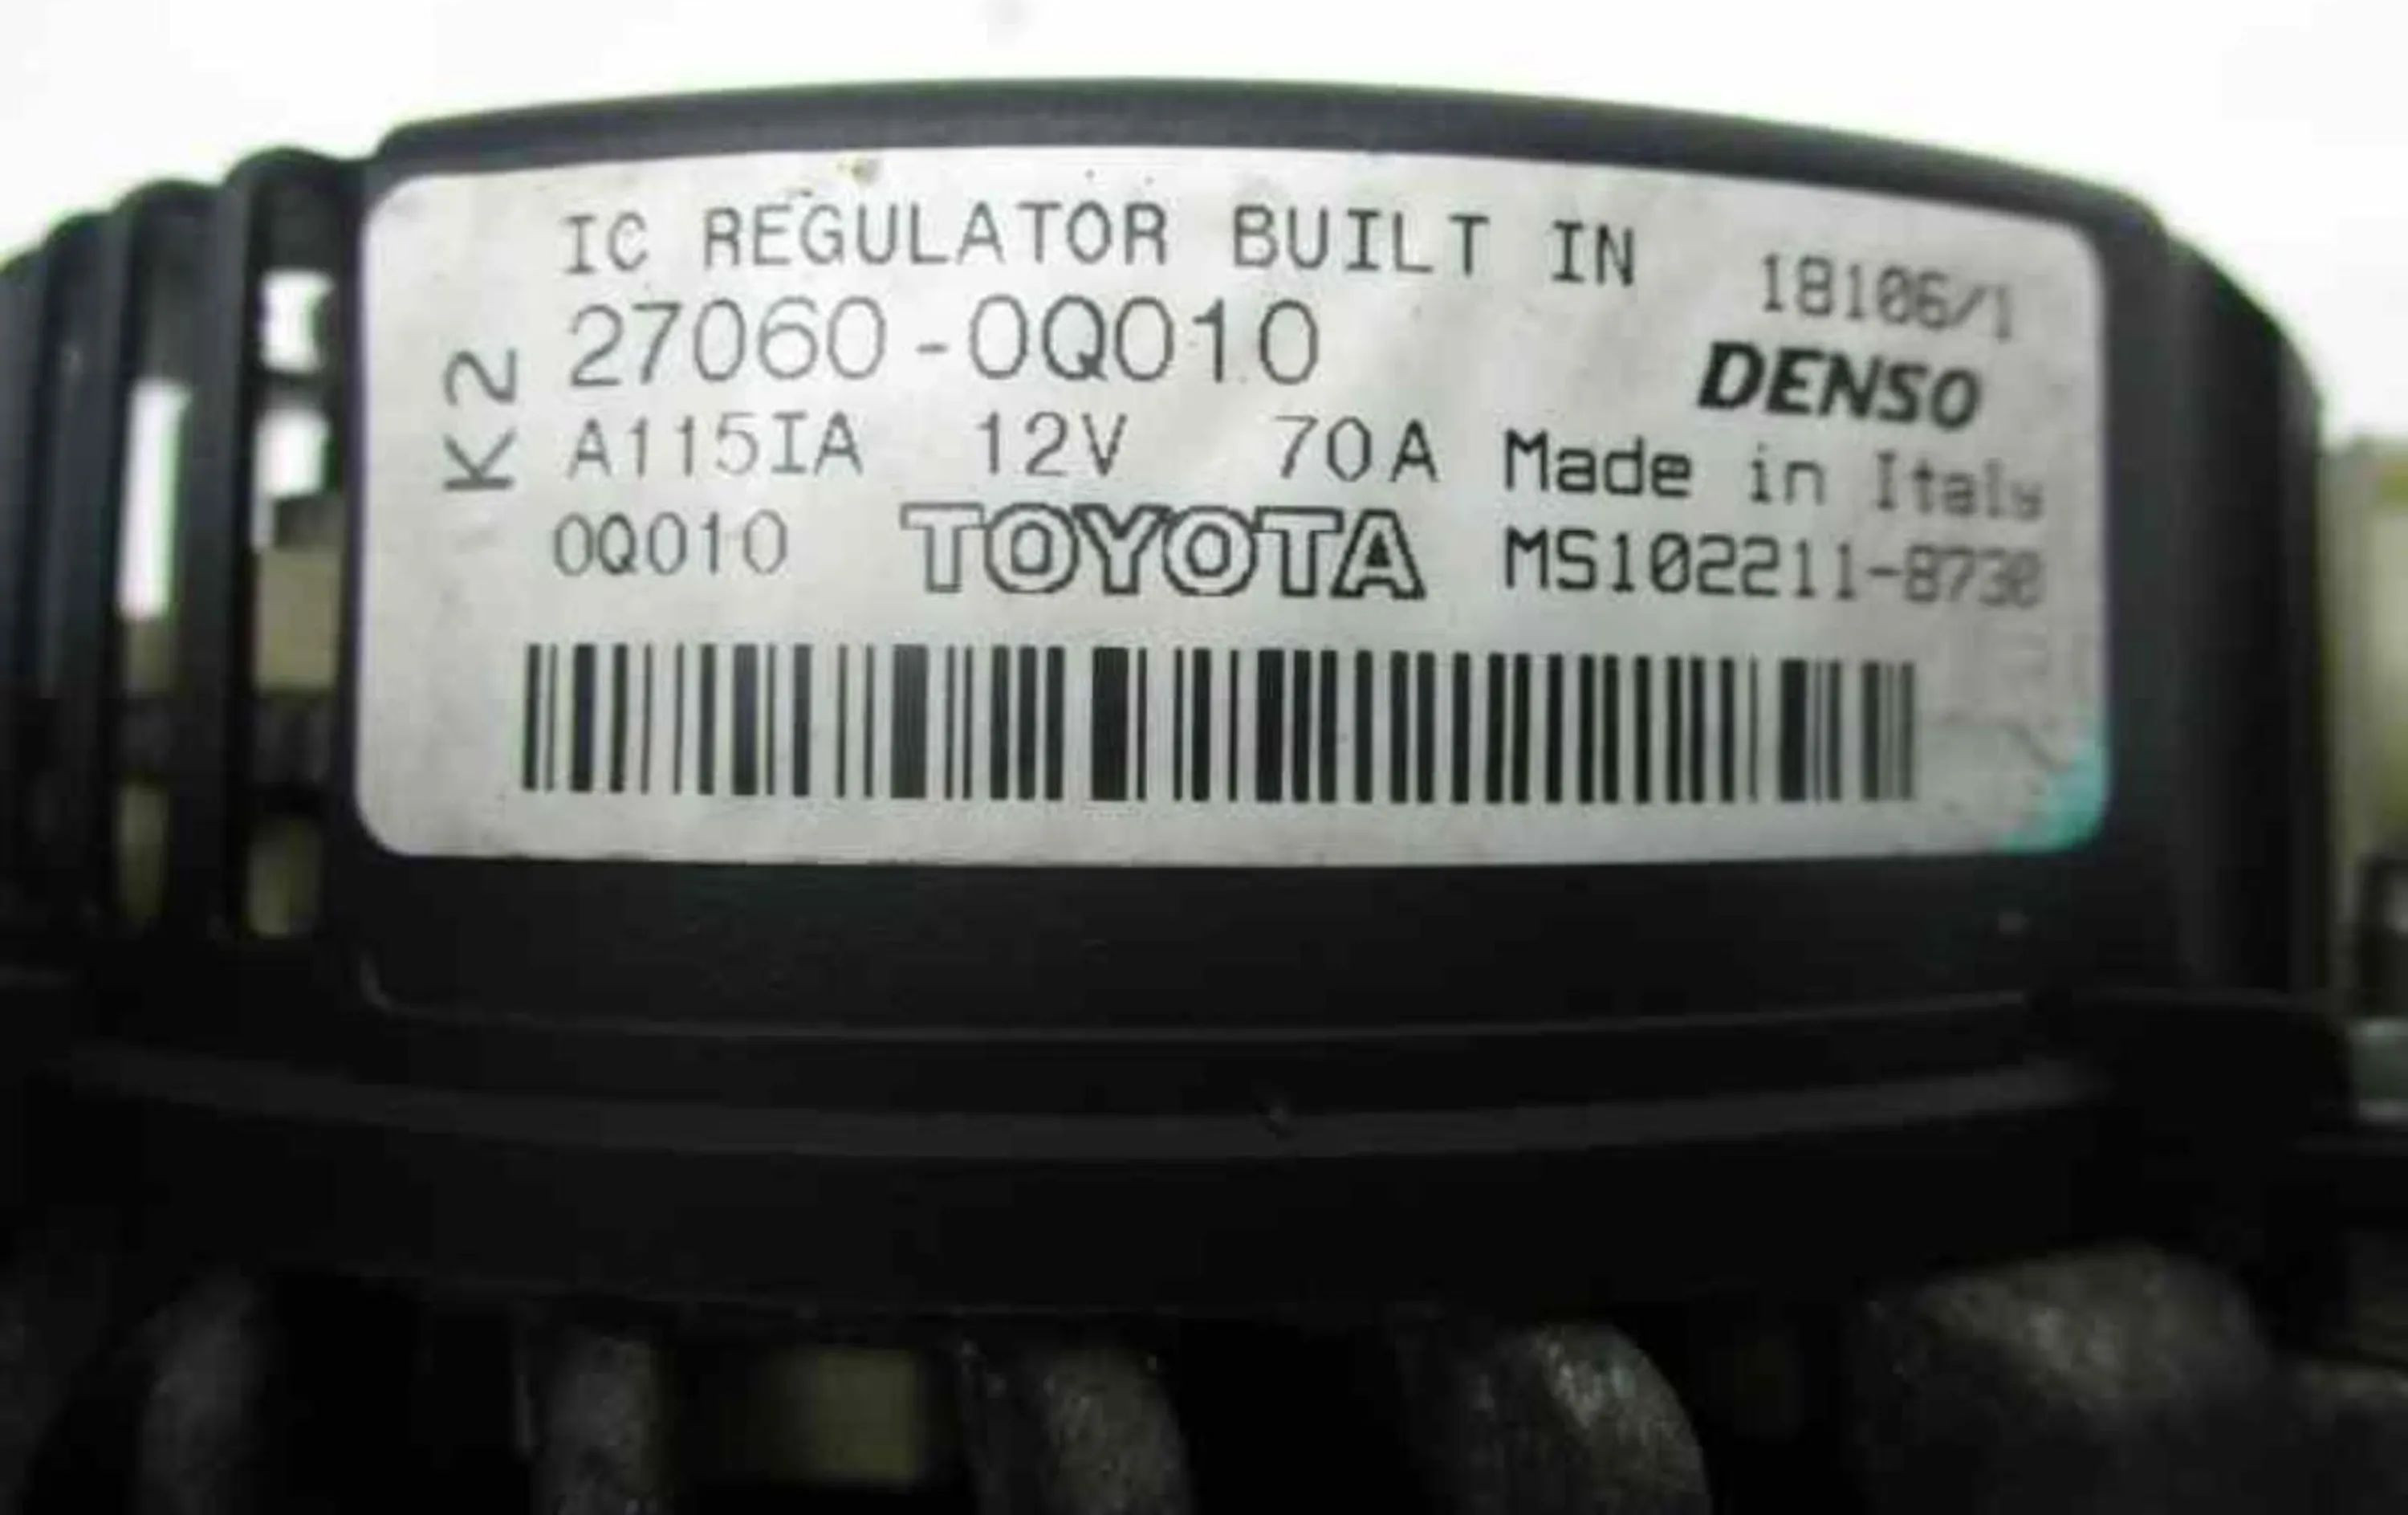 IC REGULATOR BUILT IN
18106/1
K2
27060-0Q010
DENSO
A115IA 12V 70A
Made in Italy
0Q010 TOYOTA
MS102211-8730